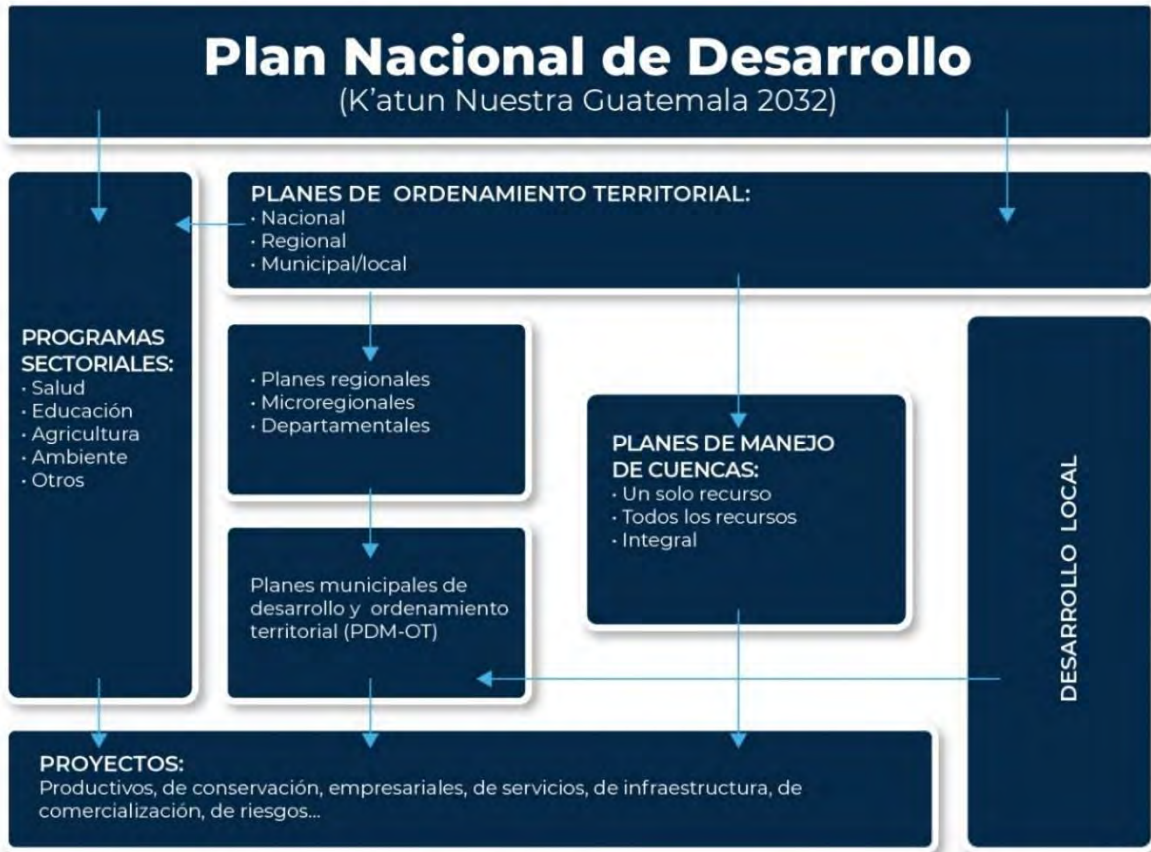 Plan Nacional de Desarrollo
(K'atun Nuestra Guatemala 2032)
PLANES DE ORDENAMIENTO TERRITORIAL:
· Nacional
· Regional
· Municipal/local
PROGRAMAS
SECTORIALES:
· Salud
· Educación
· Agricultura
· Ambiente
· Otros
· Planes regionales
· Microregionales
· Departamentales
PLANES DE MANEJO
DE CUENCAS:
· Un solo recurso
· Todos los recursos
· Integral
Planes municipales de
desarrollo y ordenamiento
territorial (PDM-OT)
DESARROLLO LOCAL
PROYECTOS:
Productivos, de conservación, empresariales, de servicios, de infraestructura, de
comercialización, de riesgos...